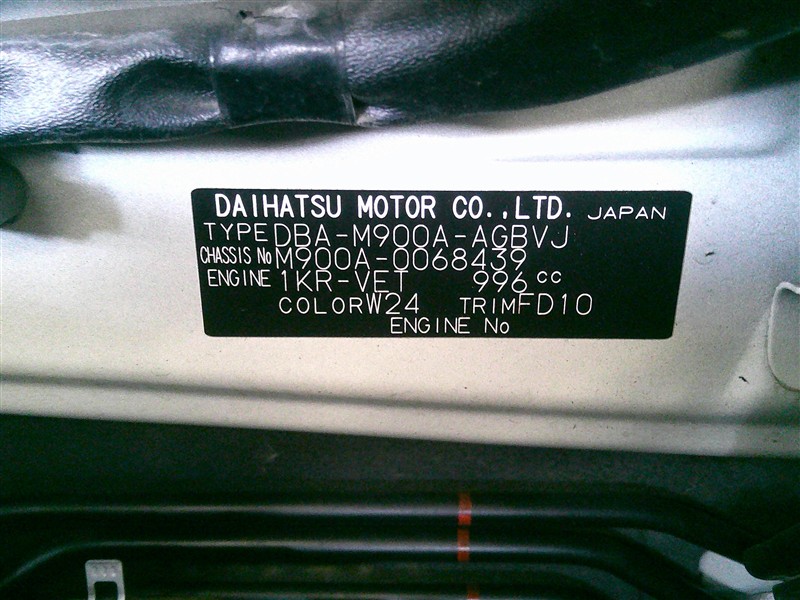 DAIHATSU MOTOR CO.,LTD. JAPAN
TYPE DBA-M900A-AGBVJ
CHASSIS No M900A-0068439
ENGINE 1KR-VET 996 cc
COLOR W24 TRIM FD10
ENGINE No